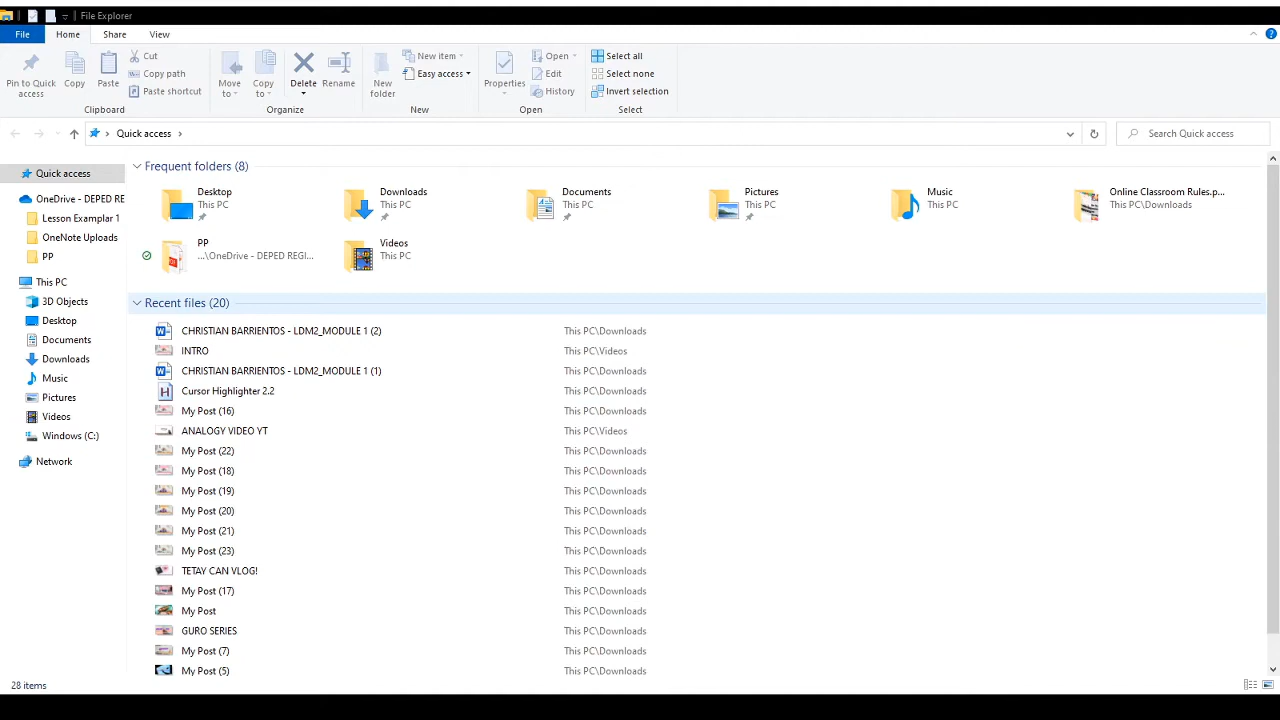 File Explorer
File Home Share View
Pin to Quick access
Copy
Paste
Cut
Copy path
Paste shortcut
Clipboard
Move to
Copy to
Delete
Rename
Organize
New folder
New item
Easy access
New
Properties
Open
Edit
History
Open
Select all
Select none
Invert selection
Select
Quick access
Search Quick access
Quick access
OneDrive - DEPED RE
Lesson Examplar 1
OneNote Uploads
PP
This PC
3D Objects
Desktop
Documents
Downloads
Music
Pictures
Videos
Windows (C:)
Network
Frequent folders (8)
Desktop
This PC
Downloads
This PC
Documents
This PC
Pictures
This PC
Music
This PC
Online Classroom Rules.p...
This PC\Downloads
PP
...\OneDrive - DEPED REGI...
Videos
This PC
Recent files (20)
CHRISTIAN BARRIENTOS - LDM2_MODULE 1 (2) This PC\Downloads
INTRO This PC\Videos
CHRISTIAN BARRIENTOS - LDM2_MODULE 1 (1) This PC\Downloads
Cursor Highlighter 2.2 This PC\Downloads
My Post (16) This PC\Downloads
ANALOGY VIDEO YT This PC\Videos
My Post (22) This PC\Downloads
My Post (18) This PC\Downloads
My Post (19) This PC\Downloads
My Post (20) This PC\Downloads
My Post (21) This PC\Downloads
My Post (23) This PC\Downloads
TETAY CAN VLOG! This PC\Downloads
My Post (17) This PC\Downloads
My Post This PC\Downloads
GURO SERIES This PC\Downloads
My Post (7) This PC\Downloads
My Post (5) This PC\Downloads
28 items